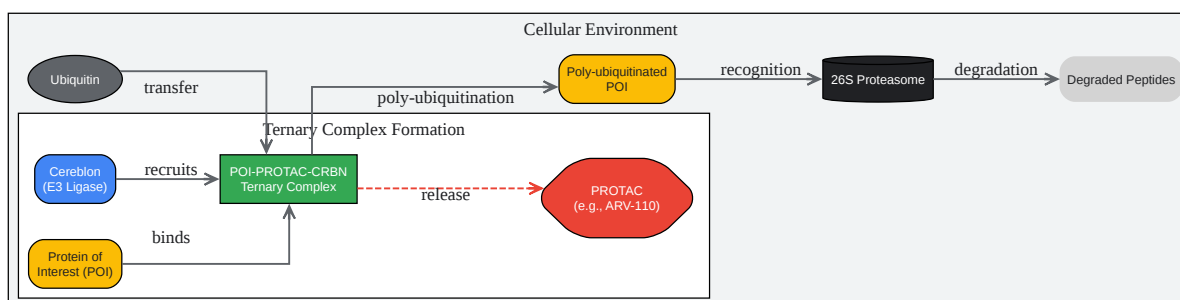 Cellular Environment
Ubiquitin
transfer
poly-ubiquitination
Poly-ubiquitinated
POI
recognition
26S Proteasome
degradation
Degraded Peptides
Ternary Complex Formation
Cereblon
(E3 Ligase)
recruits
POI-PROTAC-CRBN
Ternary Complex
release
PROTAC
(e.g., ARV-110)
Protein of
Interest (POI)
binds